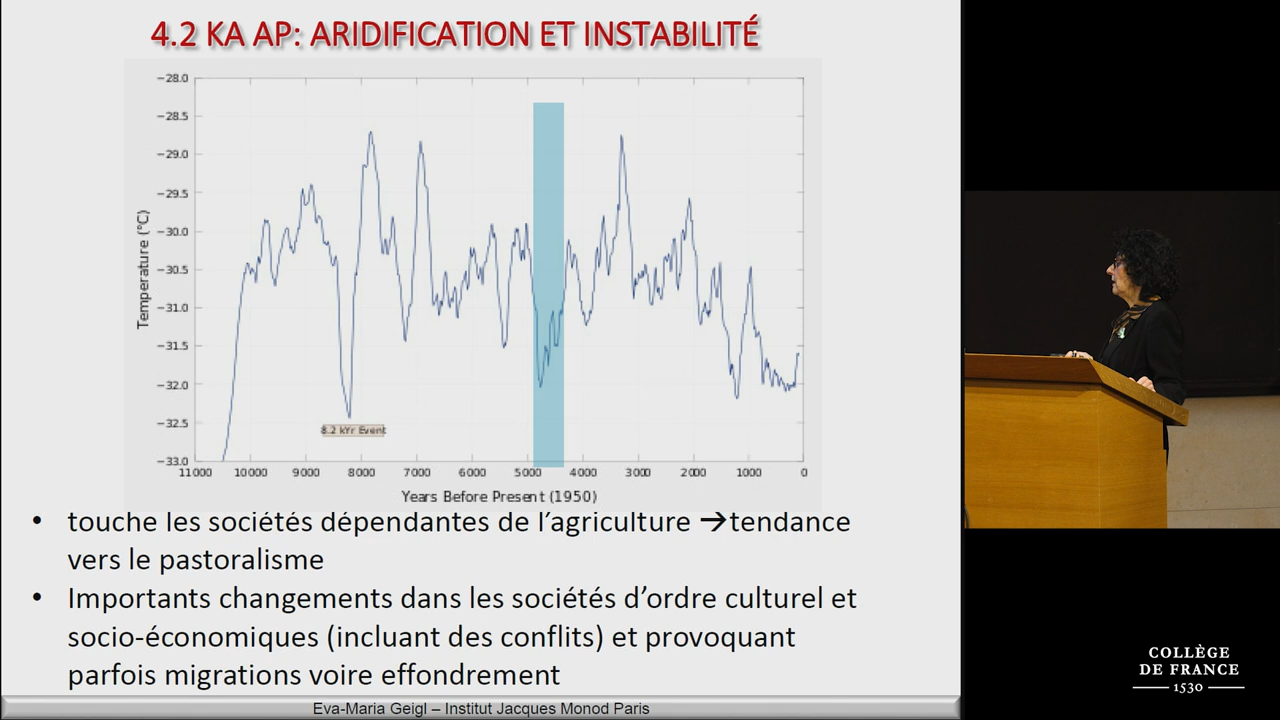 4.2 KA AP: ARIDIFICATION ET INSTABILITÉ
−28.0
−28.5
−29.0
−29.5
−30.0
−30.5
−31.0
−31.5
−32.0
−32.5
−33.0
Temperature (°C)
8.2 kYr Event
11000 10000 9000 8000 7000 6000 5000 4000 3000 2000 1000 0
Years Before Present (1950)
• touche les sociétés dépendantes de l’agriculture →tendance
vers le pastoralisme
• Importants changements dans les sociétés d’ordre culturel et
socio-économiques (incluant des conflits) et provoquant
parfois migrations voire effondrement
Eva-Maria Geigl – Institut Jacques Monod Paris
COLLÈGE
DE FRANCE
1530